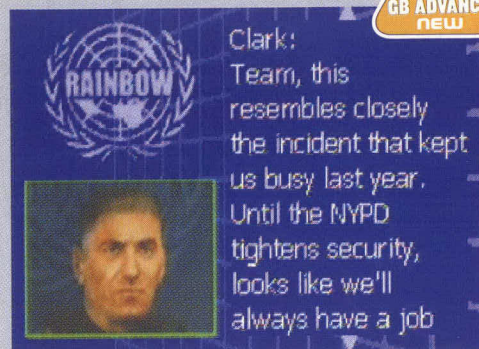 GB ADVANC
NEW
RAINBOW
Clark:
Team, this
resembles closely
the incident that kept
us busy last year.
Until the NYPD
tightens security,
looks like we'll
always have a job